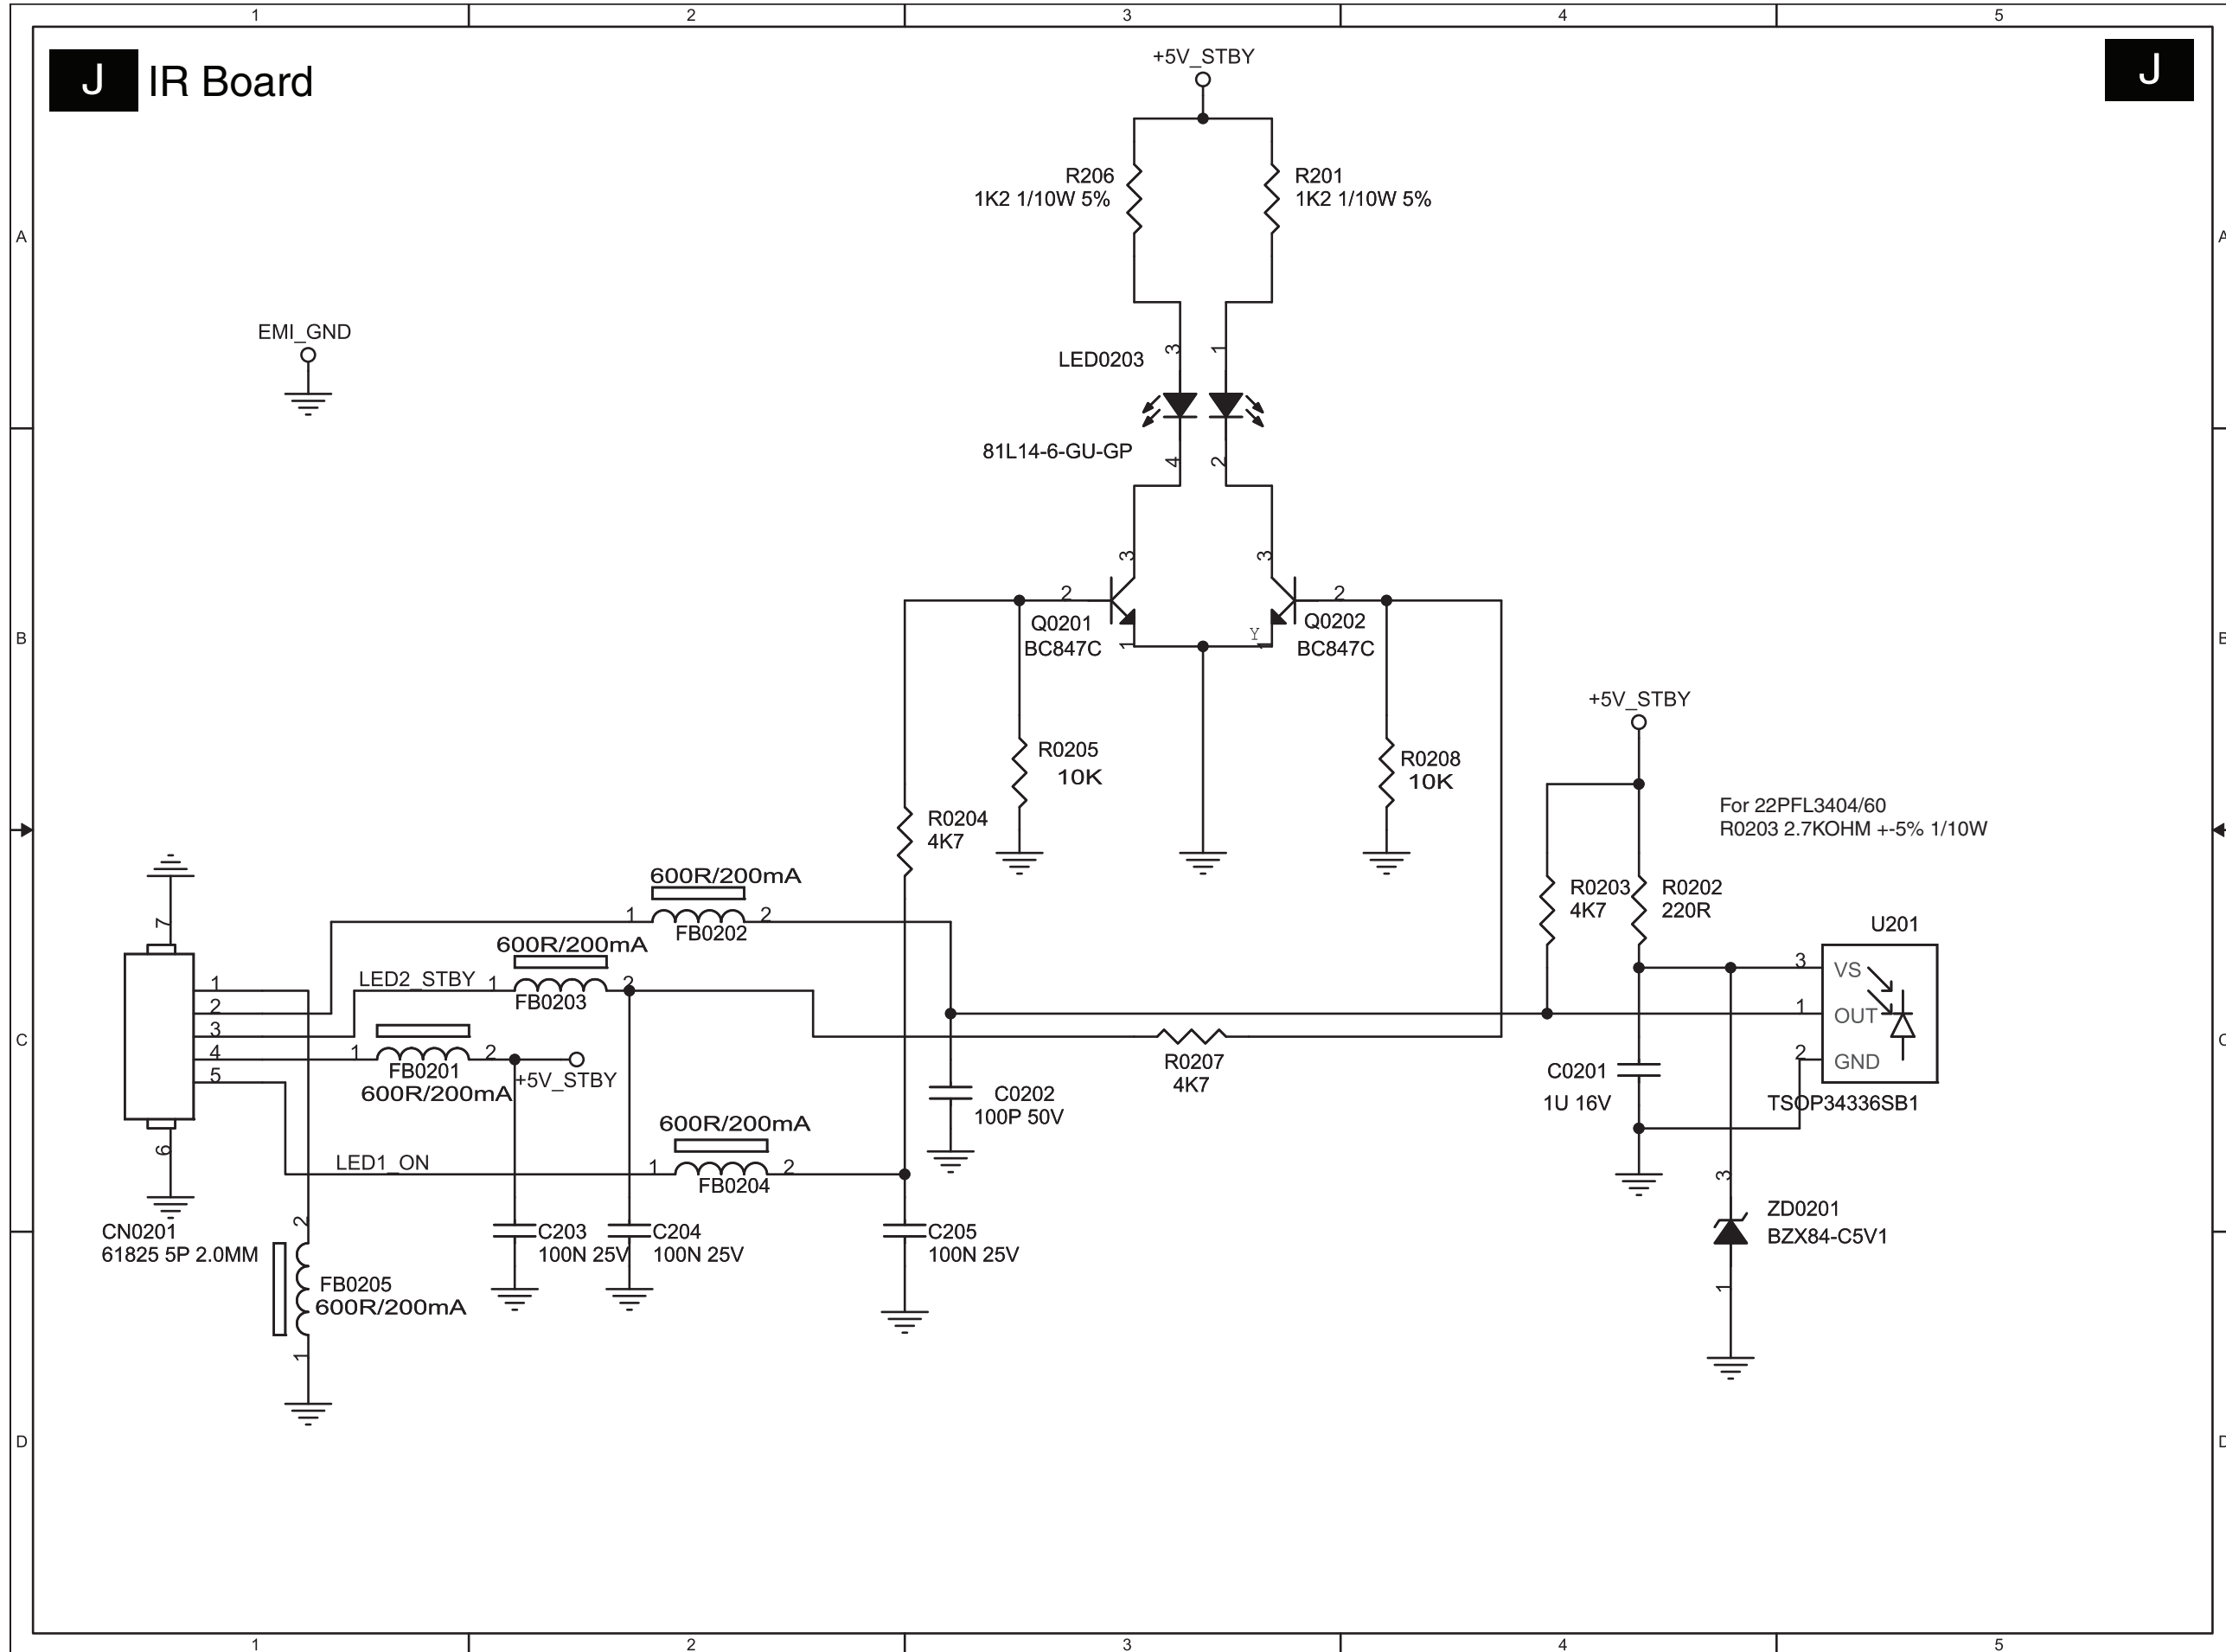 1 2 3 4 5
J IR Board
J
+5V_STBY
R206
1K2 1/10W 5%
R201
1K2 1/10W 5%
A
A
EMI_GND
LED0203
3
1
81L14-6-GU-GP
4
2
3
3
2
2
Q0201
BC847C
1
Y
1
Q0202
BC847C
B
B
+5V_STBY
R0205
10K
R0208
10K
R0204
4K7
For 22PFL3404/60
R0203 2.7KOHM +-5% 1/10W
600R/200mA
1
2
FB0202
R0203
4K7
R0202
220R
U201
7
600R/200mA
LED2_STBY
1
2
FB0203
1
2
3
4
5
1
2
FB0201
600R/200mA
+5V_STBY
3
VS
1
OUT
2
GND
TSOP34336SB1
C
C
R0207
4K7
C0202
100P 50V
C0201
1U 16V
600R/200mA
LED1_ON
1
2
FB0204
6
CN0201
61825 5P 2.0MM
2
C203
100N 25V
C204
100N 25V
C205
100N 25V
3
ZD0201
BZX84-C5V1
1
FB0205
600R/200mA
1
D
D
1 2 3 4 5